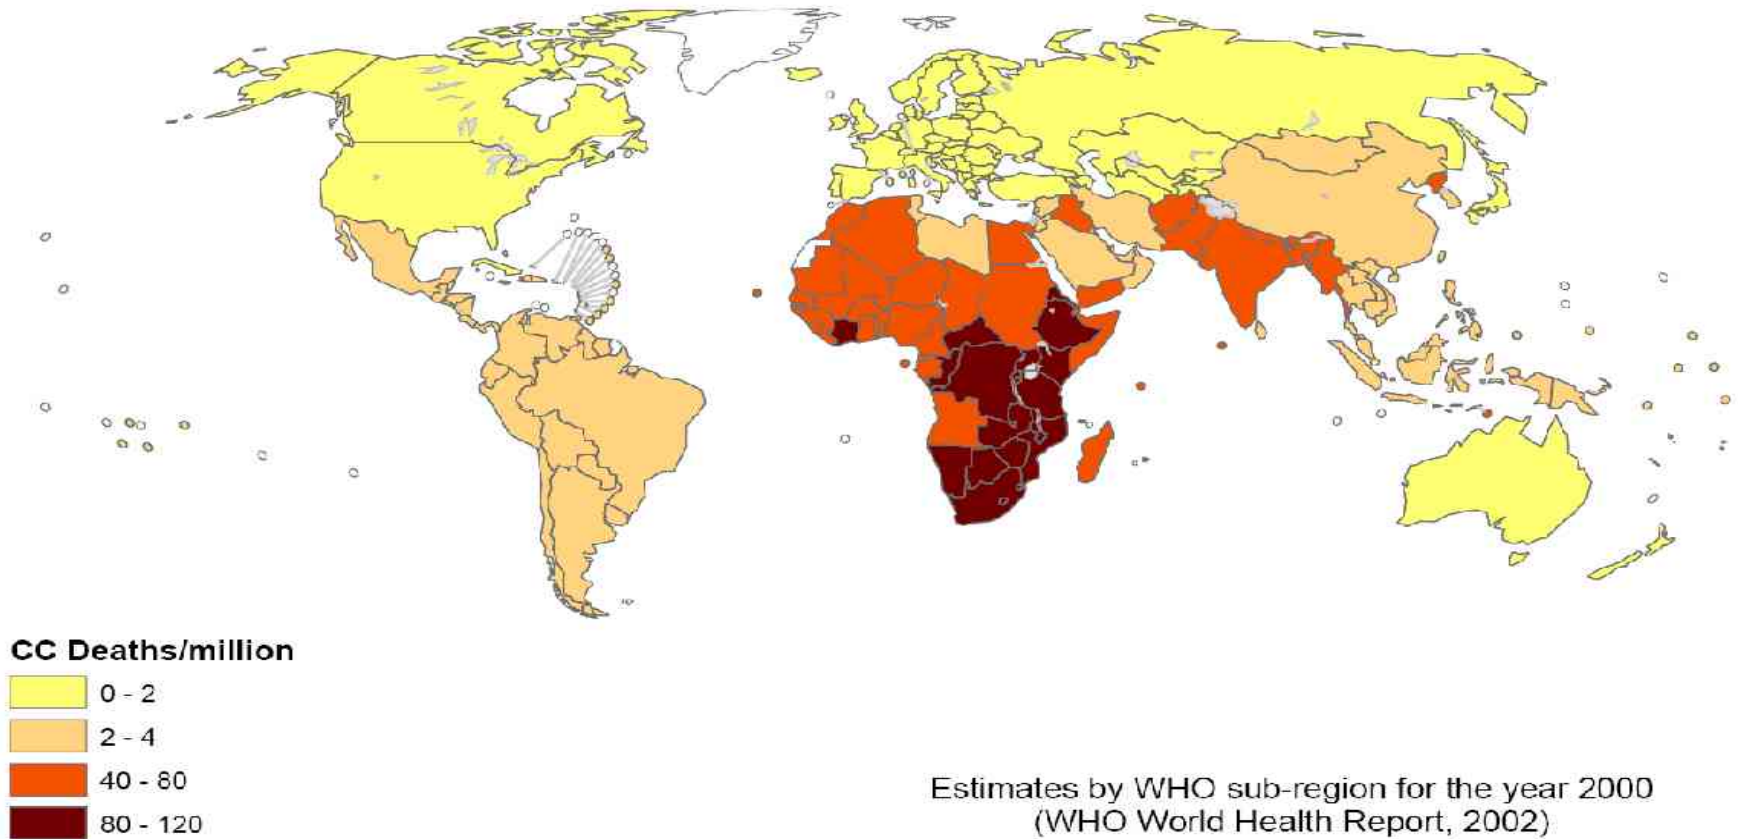 CC Deaths/million
0 - 2
2 - 4
40 - 80
80 - 120
Estimates by WHO sub-region for the year 2000
(WHO World Health Report, 2002)